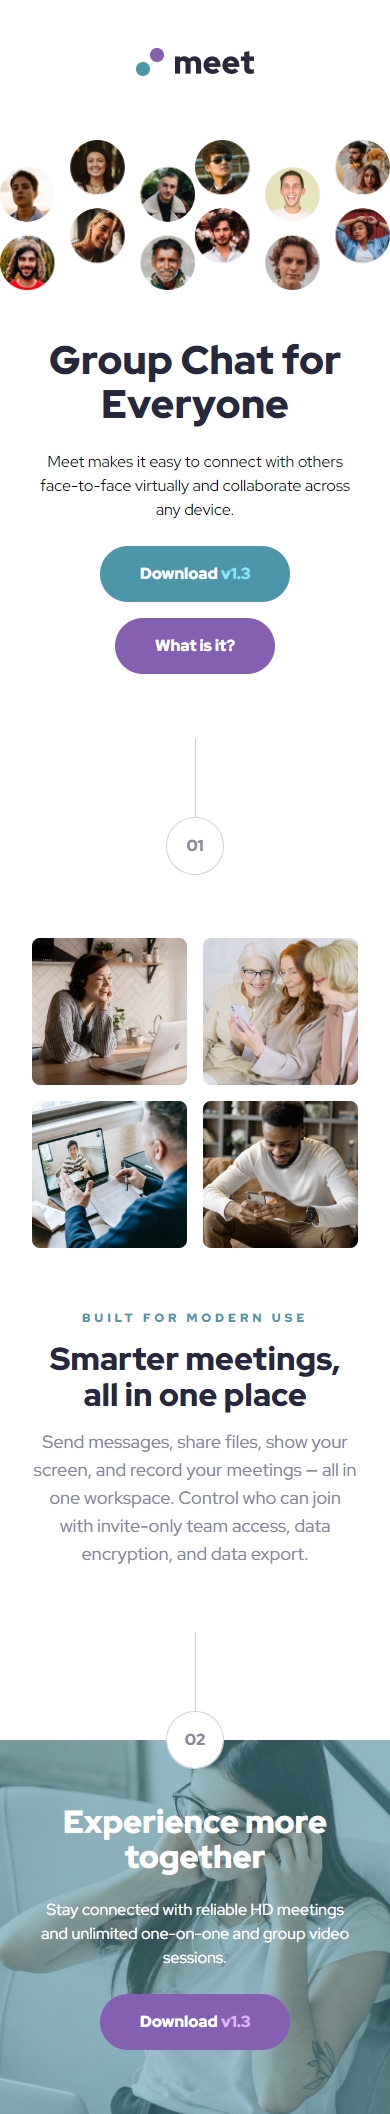 meet
Group Chat for
Everyone
Meet makes it easy to connect with others
face-to-face virtually and collaborate across
any device.
Download v1.3
What is it?
01
BUILT FOR MODERN USE
Smarter meetings,
all in one place
Send messages, share files, show your
screen, and record your meetings — all in
one workspace. Control who can join
with invite-only team access, data
encryption, and data export.
02
Experience more
together
Stay connected with reliable HD meetings
and unlimited one-on-one and group video
sessions.
Download v1.3